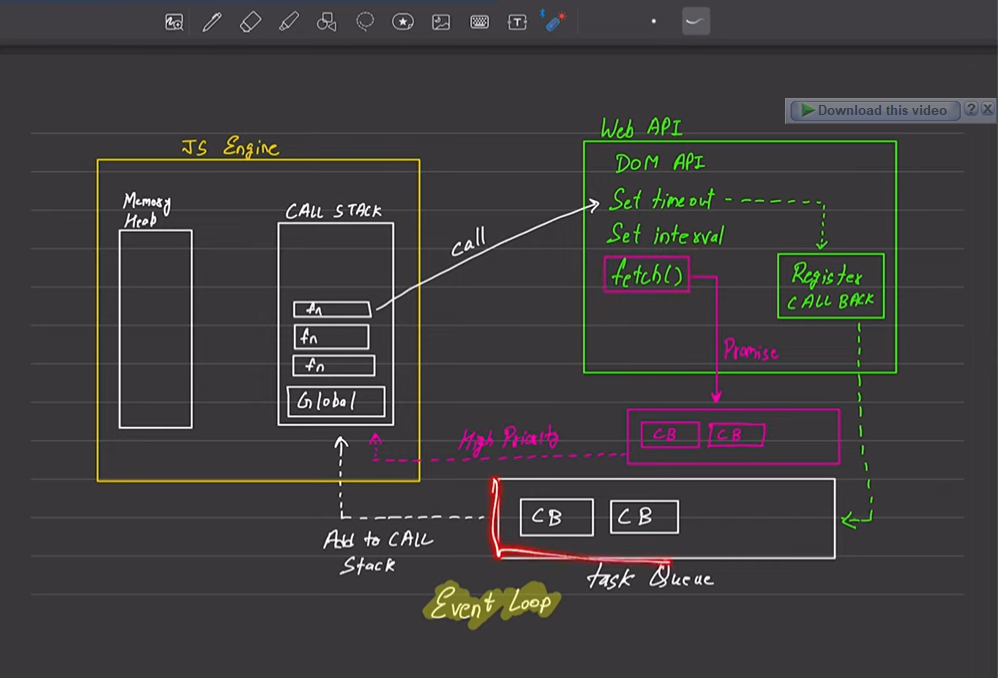 Download this video
?
X
T
JS Engine
Memory
Heap
CALL STACK
fn
fn
fn
Global
call
Web API
DOM API
Set timeout
Set interval
fetch()
Register
CALL BACK
Promise
CB CB
High Priority
CB CB
Add to CALL
Stack
task Queue
Event Loop